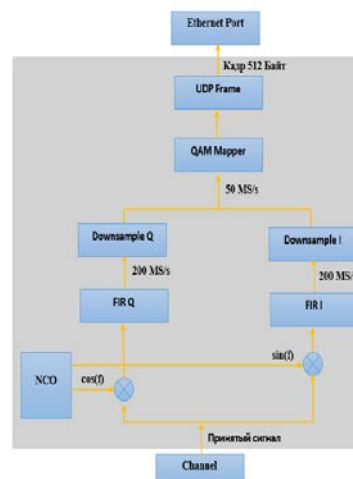 Ethernet Port
Кадр 512 Байт
UDP Frame
QAM Mapper
50 MS/s
Downsample Q
Downsample I
200 MS/s
200 MS/s
FIR Q
FIR I
NCO
cos(f)
sin(f)
Принятый сигнал
Channel